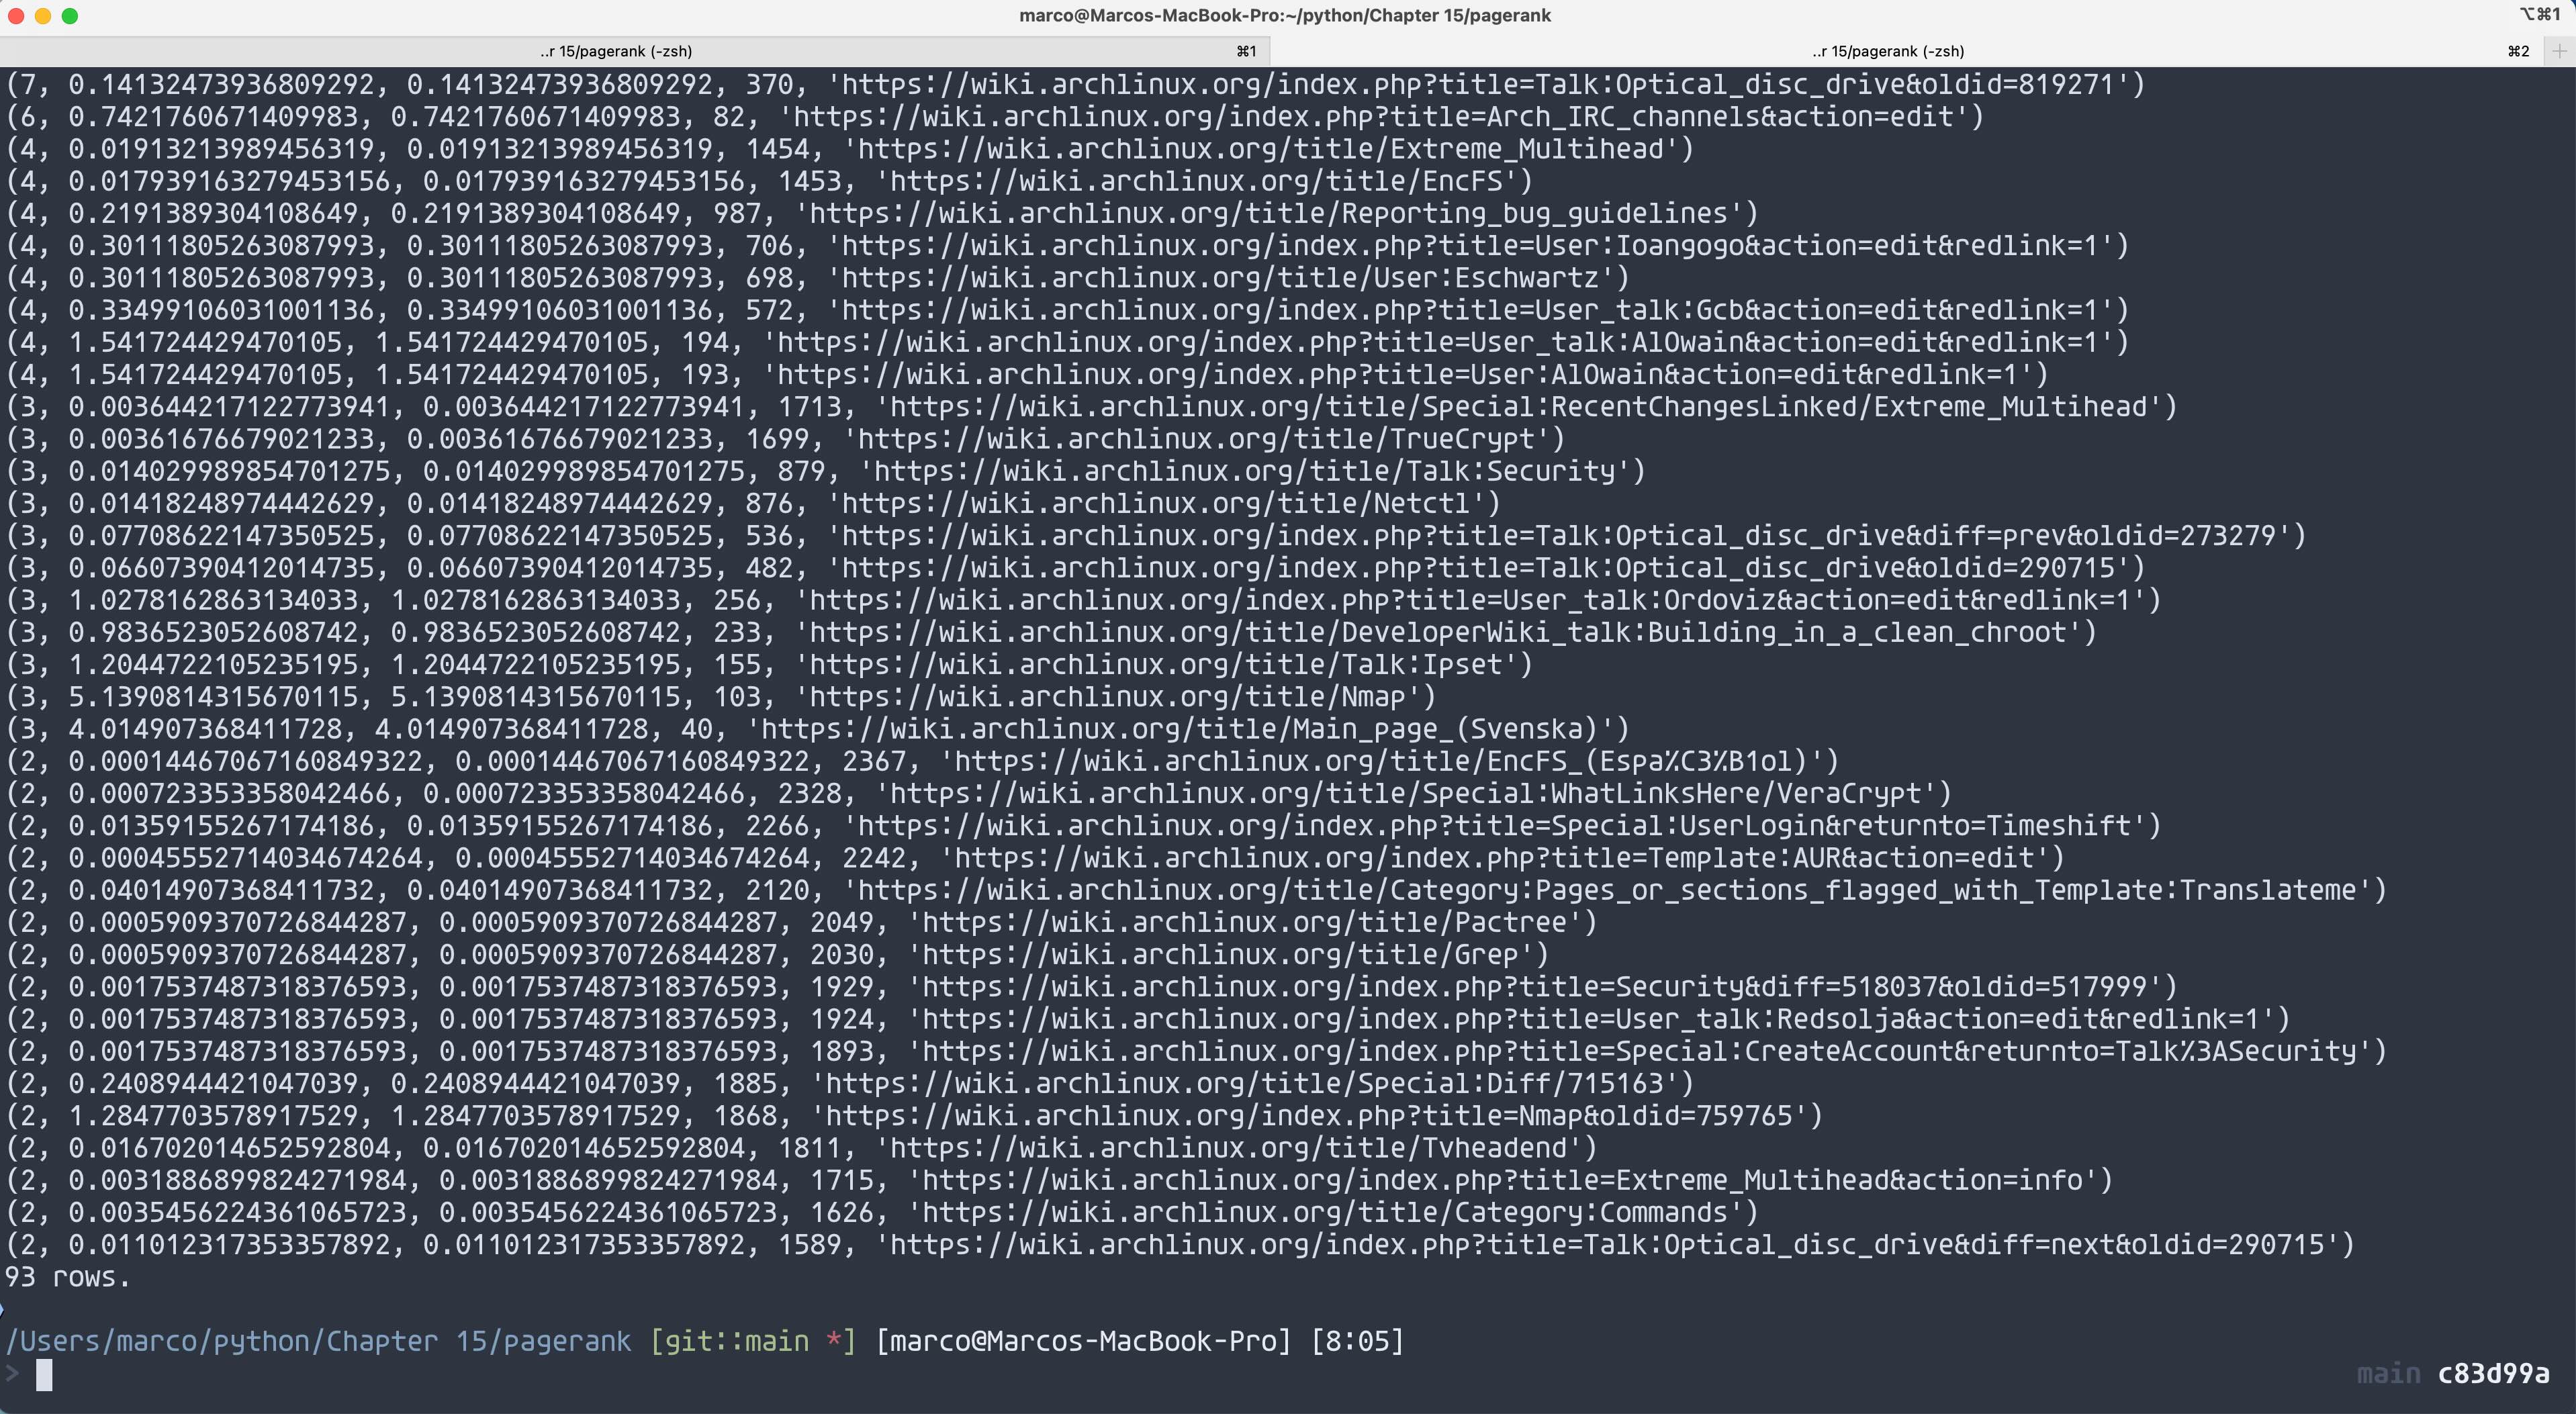 marco@Marcos-MacBook-Pro:~/python/Chapter 15/pagerank ⌥⌘1
..r 15/pagerank (-zsh) ⌘1 ..r 15/pagerank (-zsh) ⌘2 +
(7, 0.14132473936809292, 0.14132473936809292, 370, 'https://wiki.archlinux.org/index.php?title=Talk:Optical_disc_drive&oldid=819271')
(6, 0.7421760671409983, 0.7421760671409983, 82, 'https://wiki.archlinux.org/index.php?title=Arch_IRC_channels&action=edit')
(4, 0.01913213989456319, 0.01913213989456319, 1454, 'https://wiki.archlinux.org/title/Extreme_Multihead')
(4, 0.017939163279453156, 0.017939163279453156, 1453, 'https://wiki.archlinux.org/title/EncFS')
(4, 0.2191389304108649, 0.2191389304108649, 987, 'https://wiki.archlinux.org/title/Reporting_bug_guidelines')
(4, 0.30111805263087993, 0.30111805263087993, 706, 'https://wiki.archlinux.org/index.php?title=User:Ioangogo&action=edit&redlink=1')
(4, 0.30111805263087993, 0.30111805263087993, 698, 'https://wiki.archlinux.org/title/User:Eschwartz')
(4, 0.33499106031001136, 0.33499106031001136, 572, 'https://wiki.archlinux.org/index.php?title=User_talk:Gcb&action=edit&redlink=1')
(4, 1.541724429470105, 1.541724429470105, 194, 'https://wiki.archlinux.org/index.php?title=User_talk:AlOwain&action=edit&redlink=1')
(4, 1.541724429470105, 1.541724429470105, 193, 'https://wiki.archlinux.org/index.php?title=User:AlOwain&action=edit&redlink=1')
(3, 0.003644217122773941, 0.003644217122773941, 1713, 'https://wiki.archlinux.org/title/Special:RecentChangesLinked/Extreme_Multihead')
(3, 0.00361676679021233, 0.00361676679021233, 1699, 'https://wiki.archlinux.org/title/TrueCrypt')
(3, 0.014029989854701275, 0.014029989854701275, 879, 'https://wiki.archlinux.org/title/Talk:Security')
(3, 0.01418248974442629, 0.01418248974442629, 876, 'https://wiki.archlinux.org/title/Netctl')
(3, 0.07708622147350525, 0.07708622147350525, 536, 'https://wiki.archlinux.org/index.php?title=Talk:Optical_disc_drive&diff=prev&oldid=273279')
(3, 0.06607390412014735, 0.06607390412014735, 482, 'https://wiki.archlinux.org/index.php?title=Talk:Optical_disc_drive&oldid=290715')
(3, 1.0278162863134033, 1.0278162863134033, 256, 'https://wiki.archlinux.org/index.php?title=User_talk:Ordoviz&action=edit&redlink=1')
(3, 0.9836523052608742, 0.9836523052608742, 233, 'https://wiki.archlinux.org/title/DeveloperWiki_talk:Building_in_a_clean_chroot')
(3, 1.2044722105235195, 1.2044722105235195, 155, 'https://wiki.archlinux.org/title/Talk:Ipset')
(3, 5.1390814315670115, 5.1390814315670115, 103, 'https://wiki.archlinux.org/title/Nmap')
(3, 4.014907368411728, 4.014907368411728, 40, 'https://wiki.archlinux.org/title/Main_page_(Svenska)')
(2, 0.00014467067160849322, 0.00014467067160849322, 2367, 'https://wiki.archlinux.org/title/EncFS_(Espa%C3%B1ol)')
(2, 0.0007233533580424​66, 0.000723353358042466, 2328, 'https://wiki.archlinux.org/title/Special:WhatLinksHere/VeraCrypt')
(2, 0.01359155267174186, 0.01359155267174186, 2266, 'https://wiki.archlinux.org/index.php?title=Special:UserLogin&returnto=Timeshift')
(2, 0.00045552714034674264, 0.00045552714034674264, 2242, 'https://wiki.archlinux.org/index.php?title=Template:AUR&action=edit')
(2, 0.04014907368411732, 0.04014907368411732, 2120, 'https://wiki.archlinux.org/title/Category:Pages_or_sections_flagged_with_Template:Translateme')
(2, 0.0005909370726844287, 0.0005909370726844287, 2049, 'https://wiki.archlinux.org/title/Pactree')
(2, 0.0005909370726844287, 0.0005909370726844287, 2030, 'https://wiki.archlinux.org/title/Grep')
(2, 0.0017537487318376593, 0.0017537487318376593, 1929, 'https://wiki.archlinux.org/index.php?title=Security&diff=518037&oldid=517999')
(2, 0.0017537487318376593, 0.0017537487318376593, 1924, 'https://wiki.archlinux.org/index.php?title=User_talk:Redsolja&action=edit&redlink=1')
(2, 0.0017537487318376593, 0.0017537487318376593, 1893, 'https://wiki.archlinux.org/index.php?title=Special:CreateAccount&returnto=Talk%3ASecurity')
(2, 0.2408944421047039, 0.2408944421047039, 1885, 'https://wiki.archlinux.org/title/Special:Diff/715163')
(2, 1.2847703578917529, 1.2847703578917529, 1868, 'https://wiki.archlinux.org/index.php?title=Nmap&oldid=759765')
(2, 0.016702014652592804, 0.016702014652592804, 1811, 'https://wiki.archlinux.org/title/Tvheadend')
(2, 0.0031886899824271984, 0.0031886899824271984, 1715, 'https://wiki.archlinux.org/index.php?title=Extreme_Multihead&action=info')
(2, 0.0035456224361065723, 0.0035456224361065723, 1626, 'https://wiki.archlinux.org/title/Category:Commands')
(2, 0.011012317353357892, 0.011012317353357892, 1589, 'https://wiki.archlinux.org/index.php?title=Talk:Optical_disc_drive&diff=next&oldid=290715')
93 rows.
/Users/marco/python/Chapter 15/pagerank [git::main *] [marco@Marcos-MacBook-Pro] [8:05]
> main c83d99a